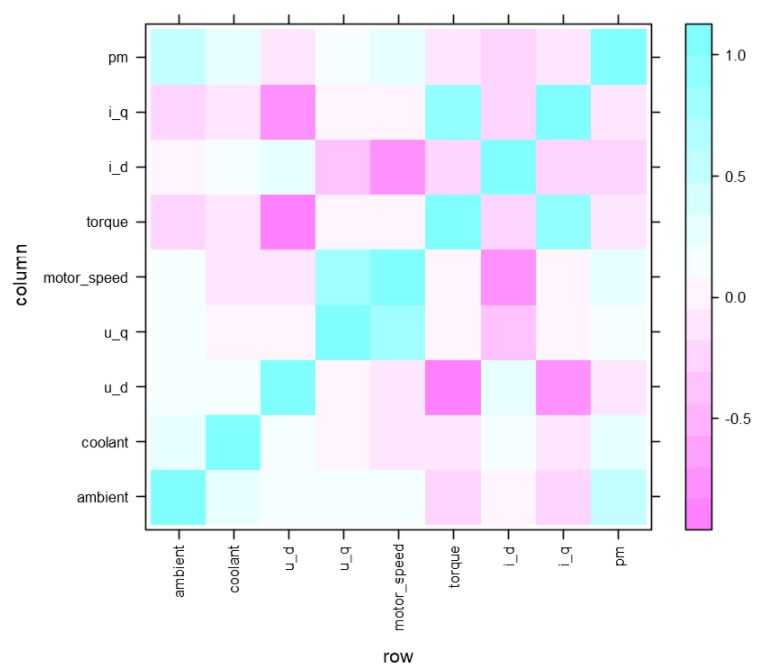 pm
i_q
i_d
torque
motor_speed
u_q
u_d
coolant
ambient
column
ambient
coolant
u_d
u_q
motor_speed
torque
i_d
i_q
pm
row
1.0
0.5
0.0
-0.5